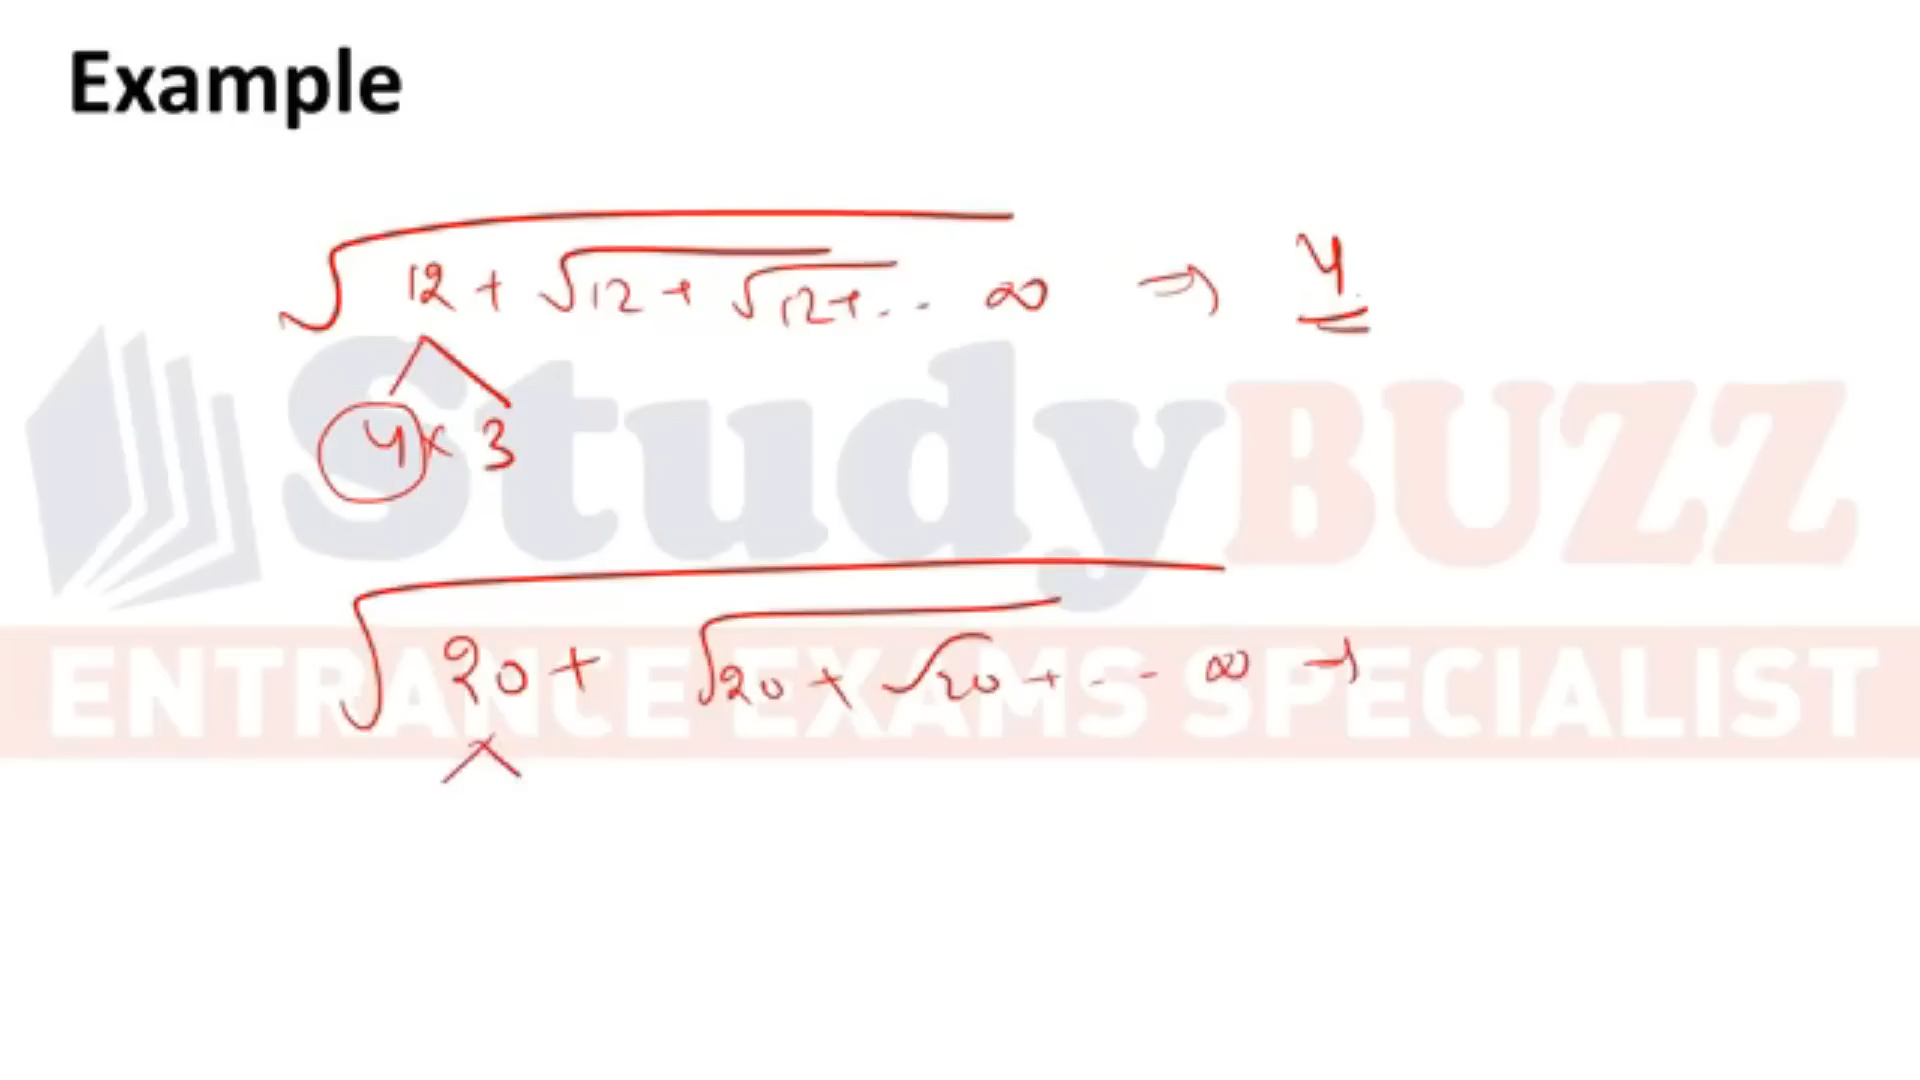 Example
√12 + √12 + √12 + .. ∞ ⇒ 4
4 × 3
StudyBUZZ
√20 + √20 + √20 + ... ∞ →
ENTRANCE EXAMS SPECIALIST